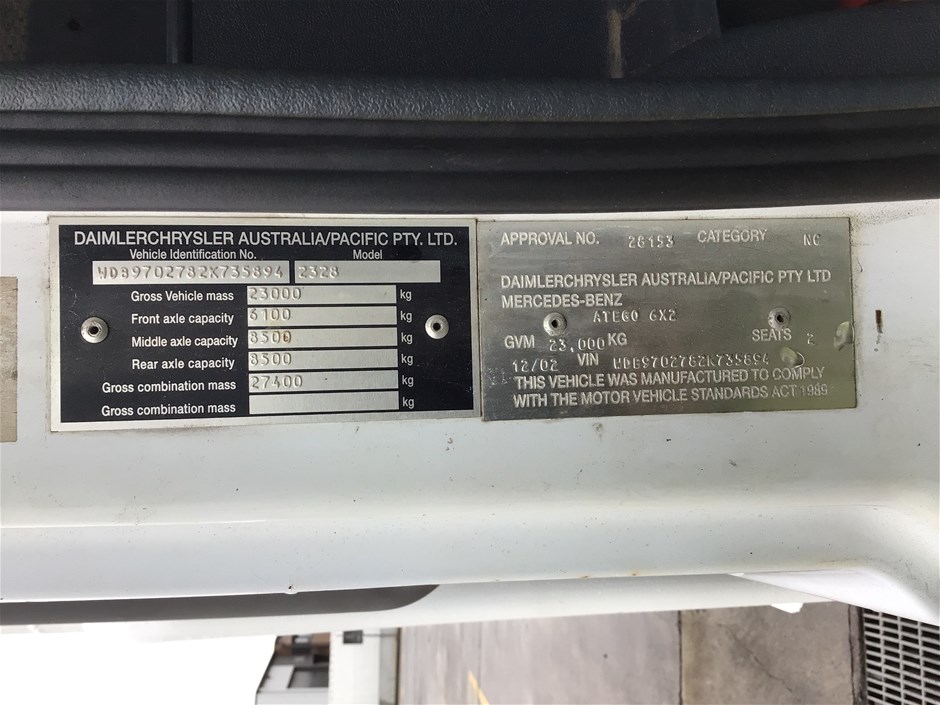 DAIMLERCHRYSLER AUSTRALIA/PACIFIC PTY. LTD.
Vehicle Identification No. Model
WDB9702782K735894 2328
Gross Vehicle mass 23000 kg
Front axle capacity 6100 kg
Middle axle capacity 8500 kg
Rear axle capacity 8500 kg
Gross combination mass 27400 kg
Gross combination mass kg
APPROVAL NO. 28453 CATEGORY NC
DAIMLERCHRYSLER AUSTRALIA/PACIFIC PTY LTD
MERCEDES-BENZ
ATEGO 6X2
GVM 23,000 KG SEATS 2
12/02 VIN WDB9702782K735894
THIS VEHICLE WAS MANUFACTURED TO COMPLY
WITH THE MOTOR VEHICLE STANDARDS ACT 1989